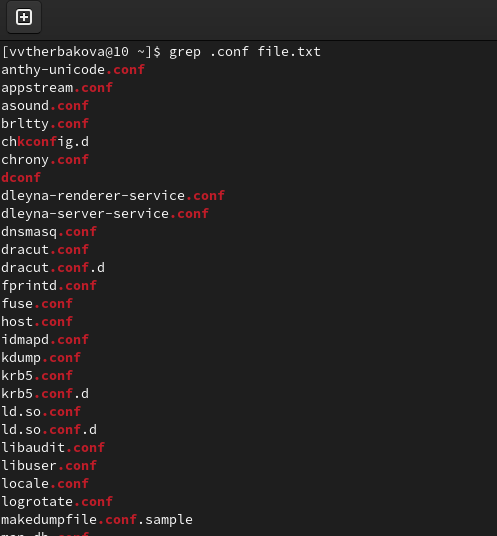 [vvtherbakova@10 ~]$ grep .conf file.txt
anthy-unicode.conf
appstream.conf
asound.conf
brltty.conf
chkconfig.d
chrony.conf
dconf
dleyna-renderer-service.conf
dleyna-server-service.conf
dnsmasq.conf
dracut.conf
dracut.conf.d
fprintd.conf
fuse.conf
host.conf
idmapd.conf
kdump.conf
krb5.conf
krb5.conf.d
ld.so.conf
ld.so.conf.d
libaudit.conf
libuser.conf
locale.conf
logrotate.conf
makedumpfile.conf.sample